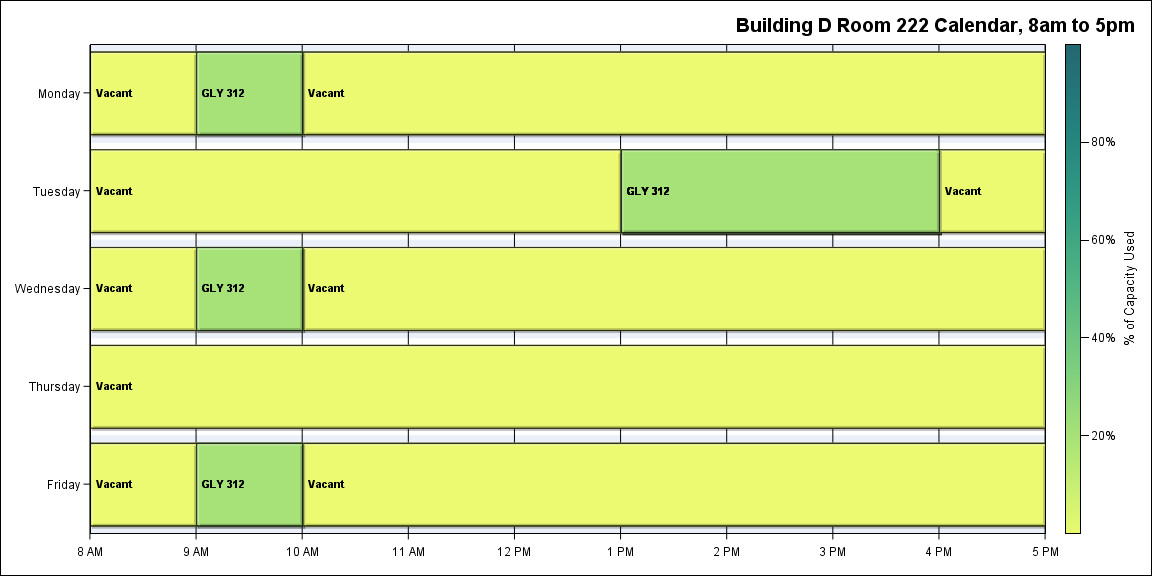 Building D Room 222 Calendar, 8am to 5pm
Monday
Vacant
GLY 312
Vacant
Tuesday
Vacant
GLY 312
Vacant
Wednesday
Vacant
GLY 312
Vacant
Thursday
Vacant
Friday
Vacant
GLY 312
Vacant
8 AM
9 AM
10 AM
11 AM
12 PM
1 PM
2 PM
3 PM
4 PM
5 PM
80%
60%
40%
20%
% of Capacity Used